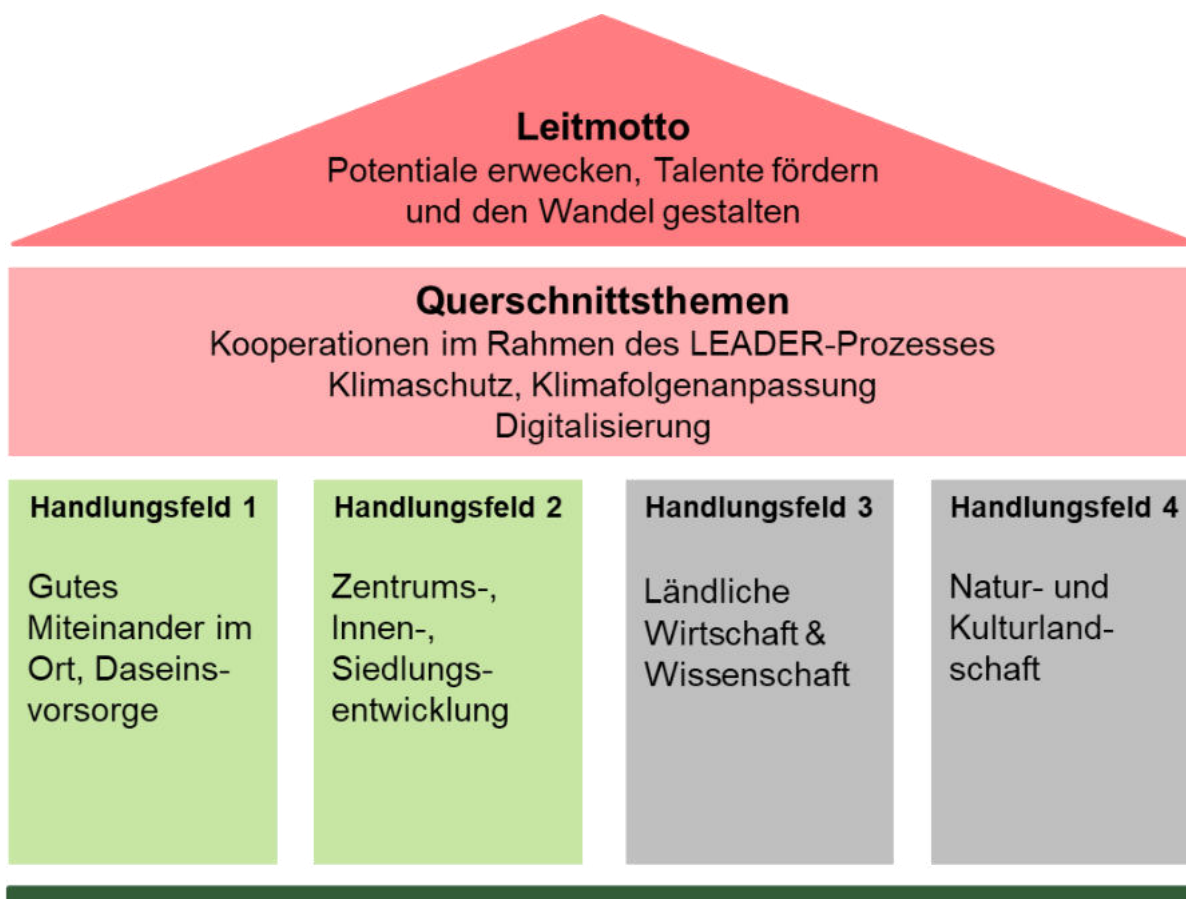 Leitmotto
Potentiale erwecken, Talente fördern
und den Wandel gestalten
Querschnittsthemen
Kooperationen im Rahmen des LEADER-Prozesses
Klimaschutz, Klimafolgenanpassung
Digitalisierung
Handlungsfeld 1
Gutes
Miteinander im
Ort, Daseins-
vorsorge
Handlungsfeld 2
Zentrums-,
Innen-,
Siedlungs-
entwicklung
Handlungsfeld 3
Ländliche
Wirtschaft &
Wissenschaft
Handlungsfeld 4
Natur- und
Kulturland-
schaft